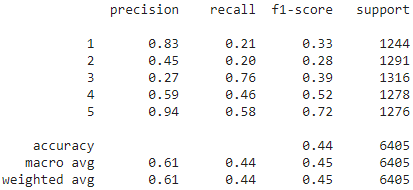 precision recall f1-score support
1 0.83 0.21 0.33 1244
2 0.45 0.20 0.28 1291
3 0.27 0.76 0.39 1316
4 0.59 0.46 0.52 1278
5 0.94 0.58 0.72 1276
accuracy 0.44 6405
macro avg 0.61 0.44 0.45 6405
weighted avg 0.61 0.44 0.45 6405